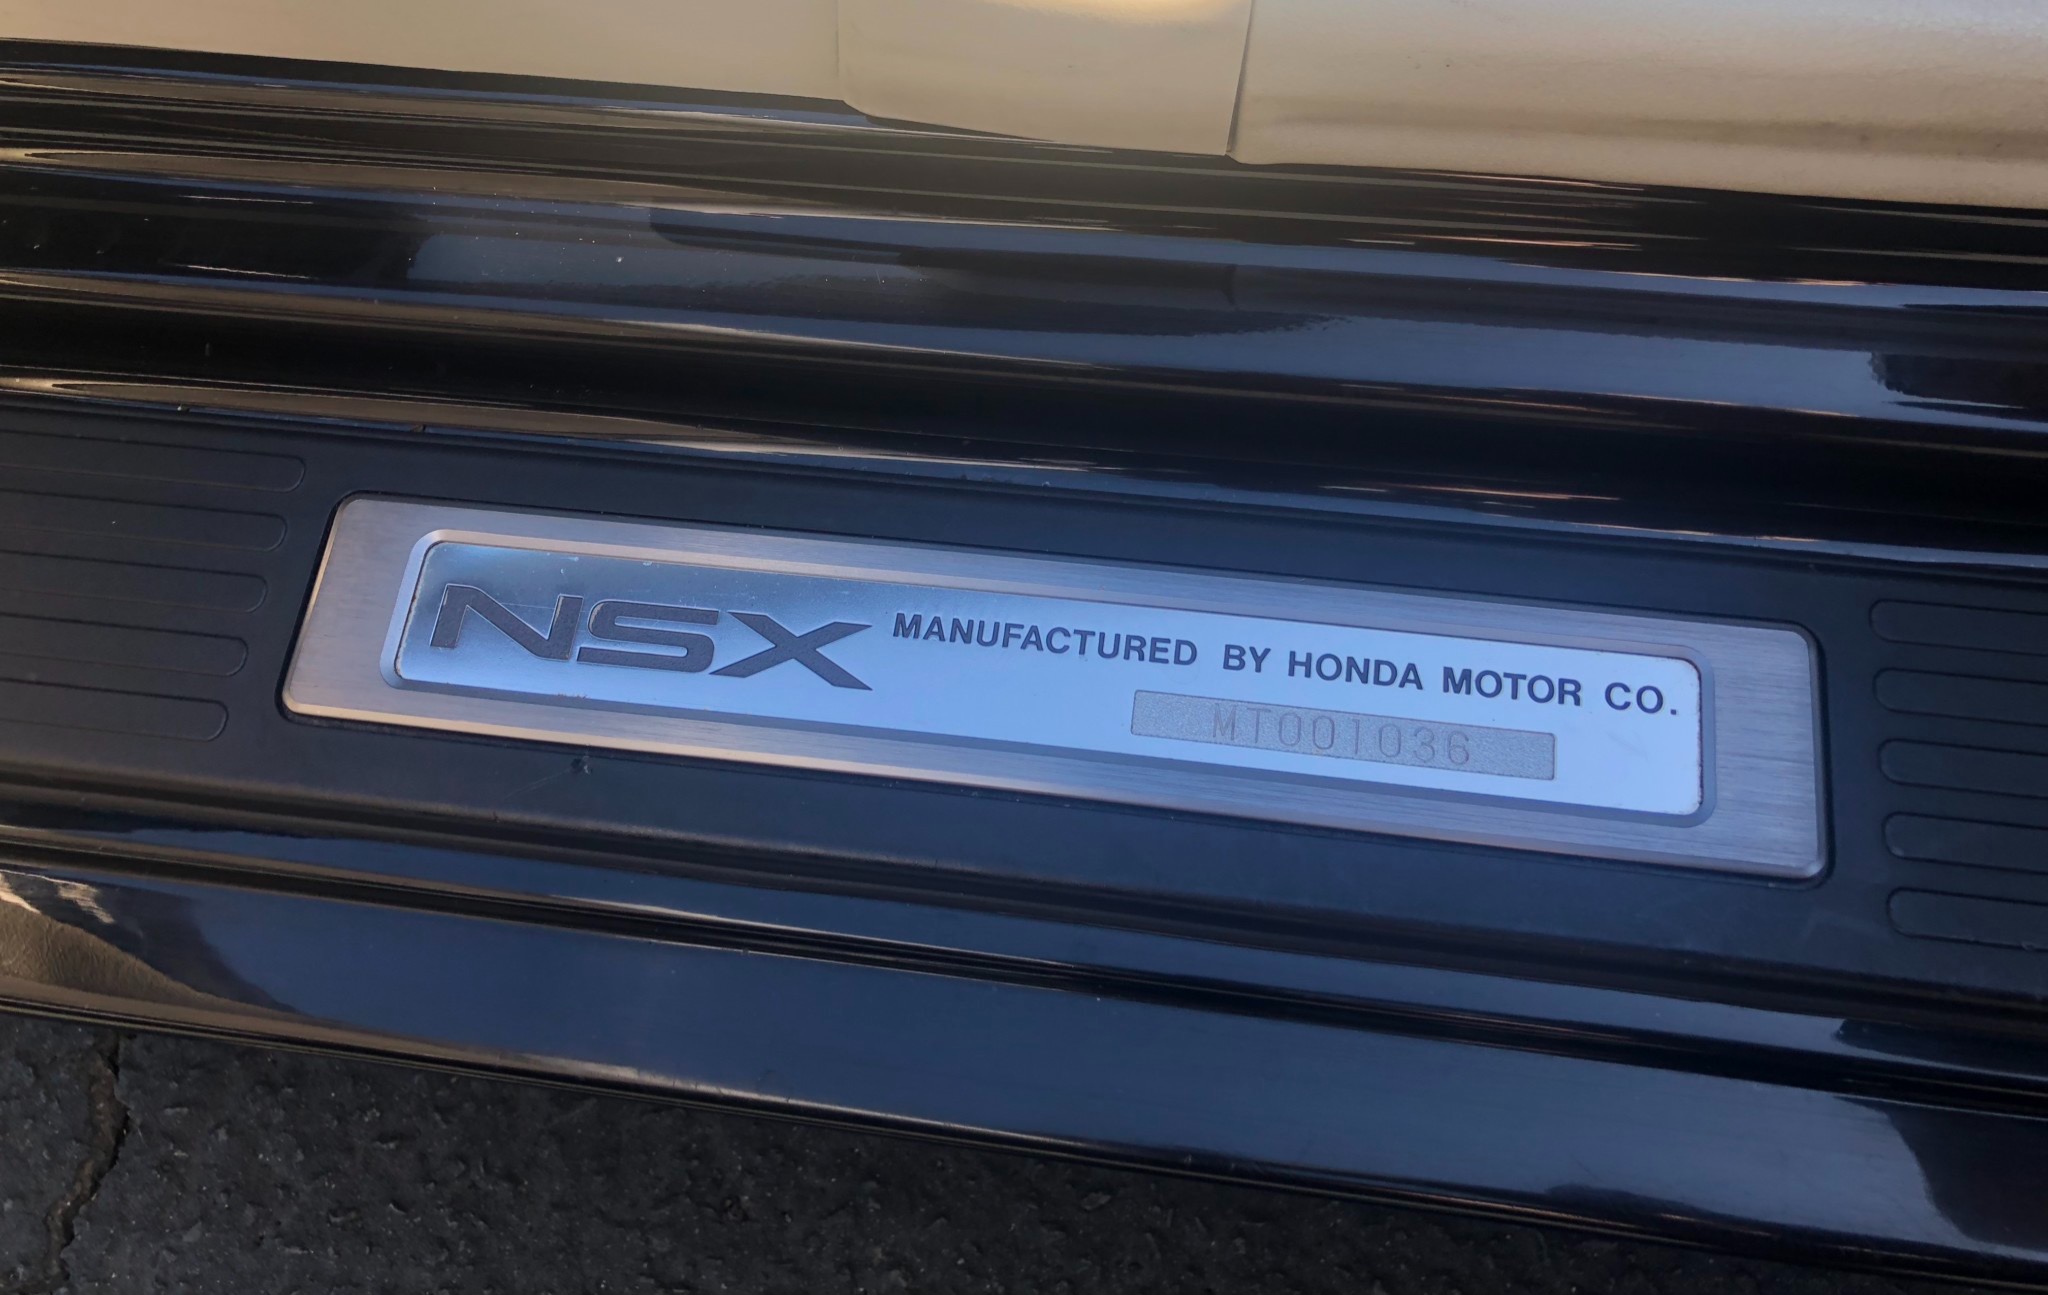 NSX MANUFACTURED BY HONDA MOTOR CO.
MT001036